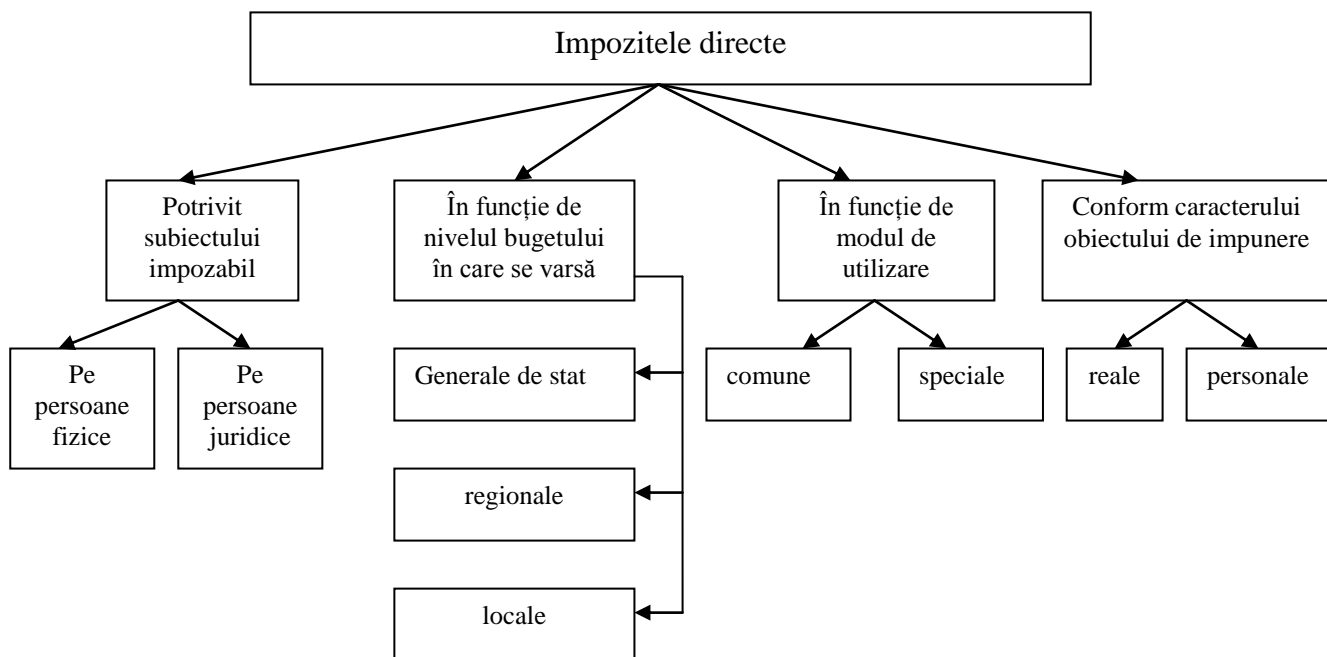 Impozitele directe
Potrivit
subiectului
impozabil
În funcție de
nivelul bugetului
în care se varsă
În funcție de
modul de
utilizare
Conform caracterului
obiectului de impunere
Pe
persoane
fizice
Pe
persoane
juridice
Generale de stat
regionale
locale
comune
speciale
reale
personale